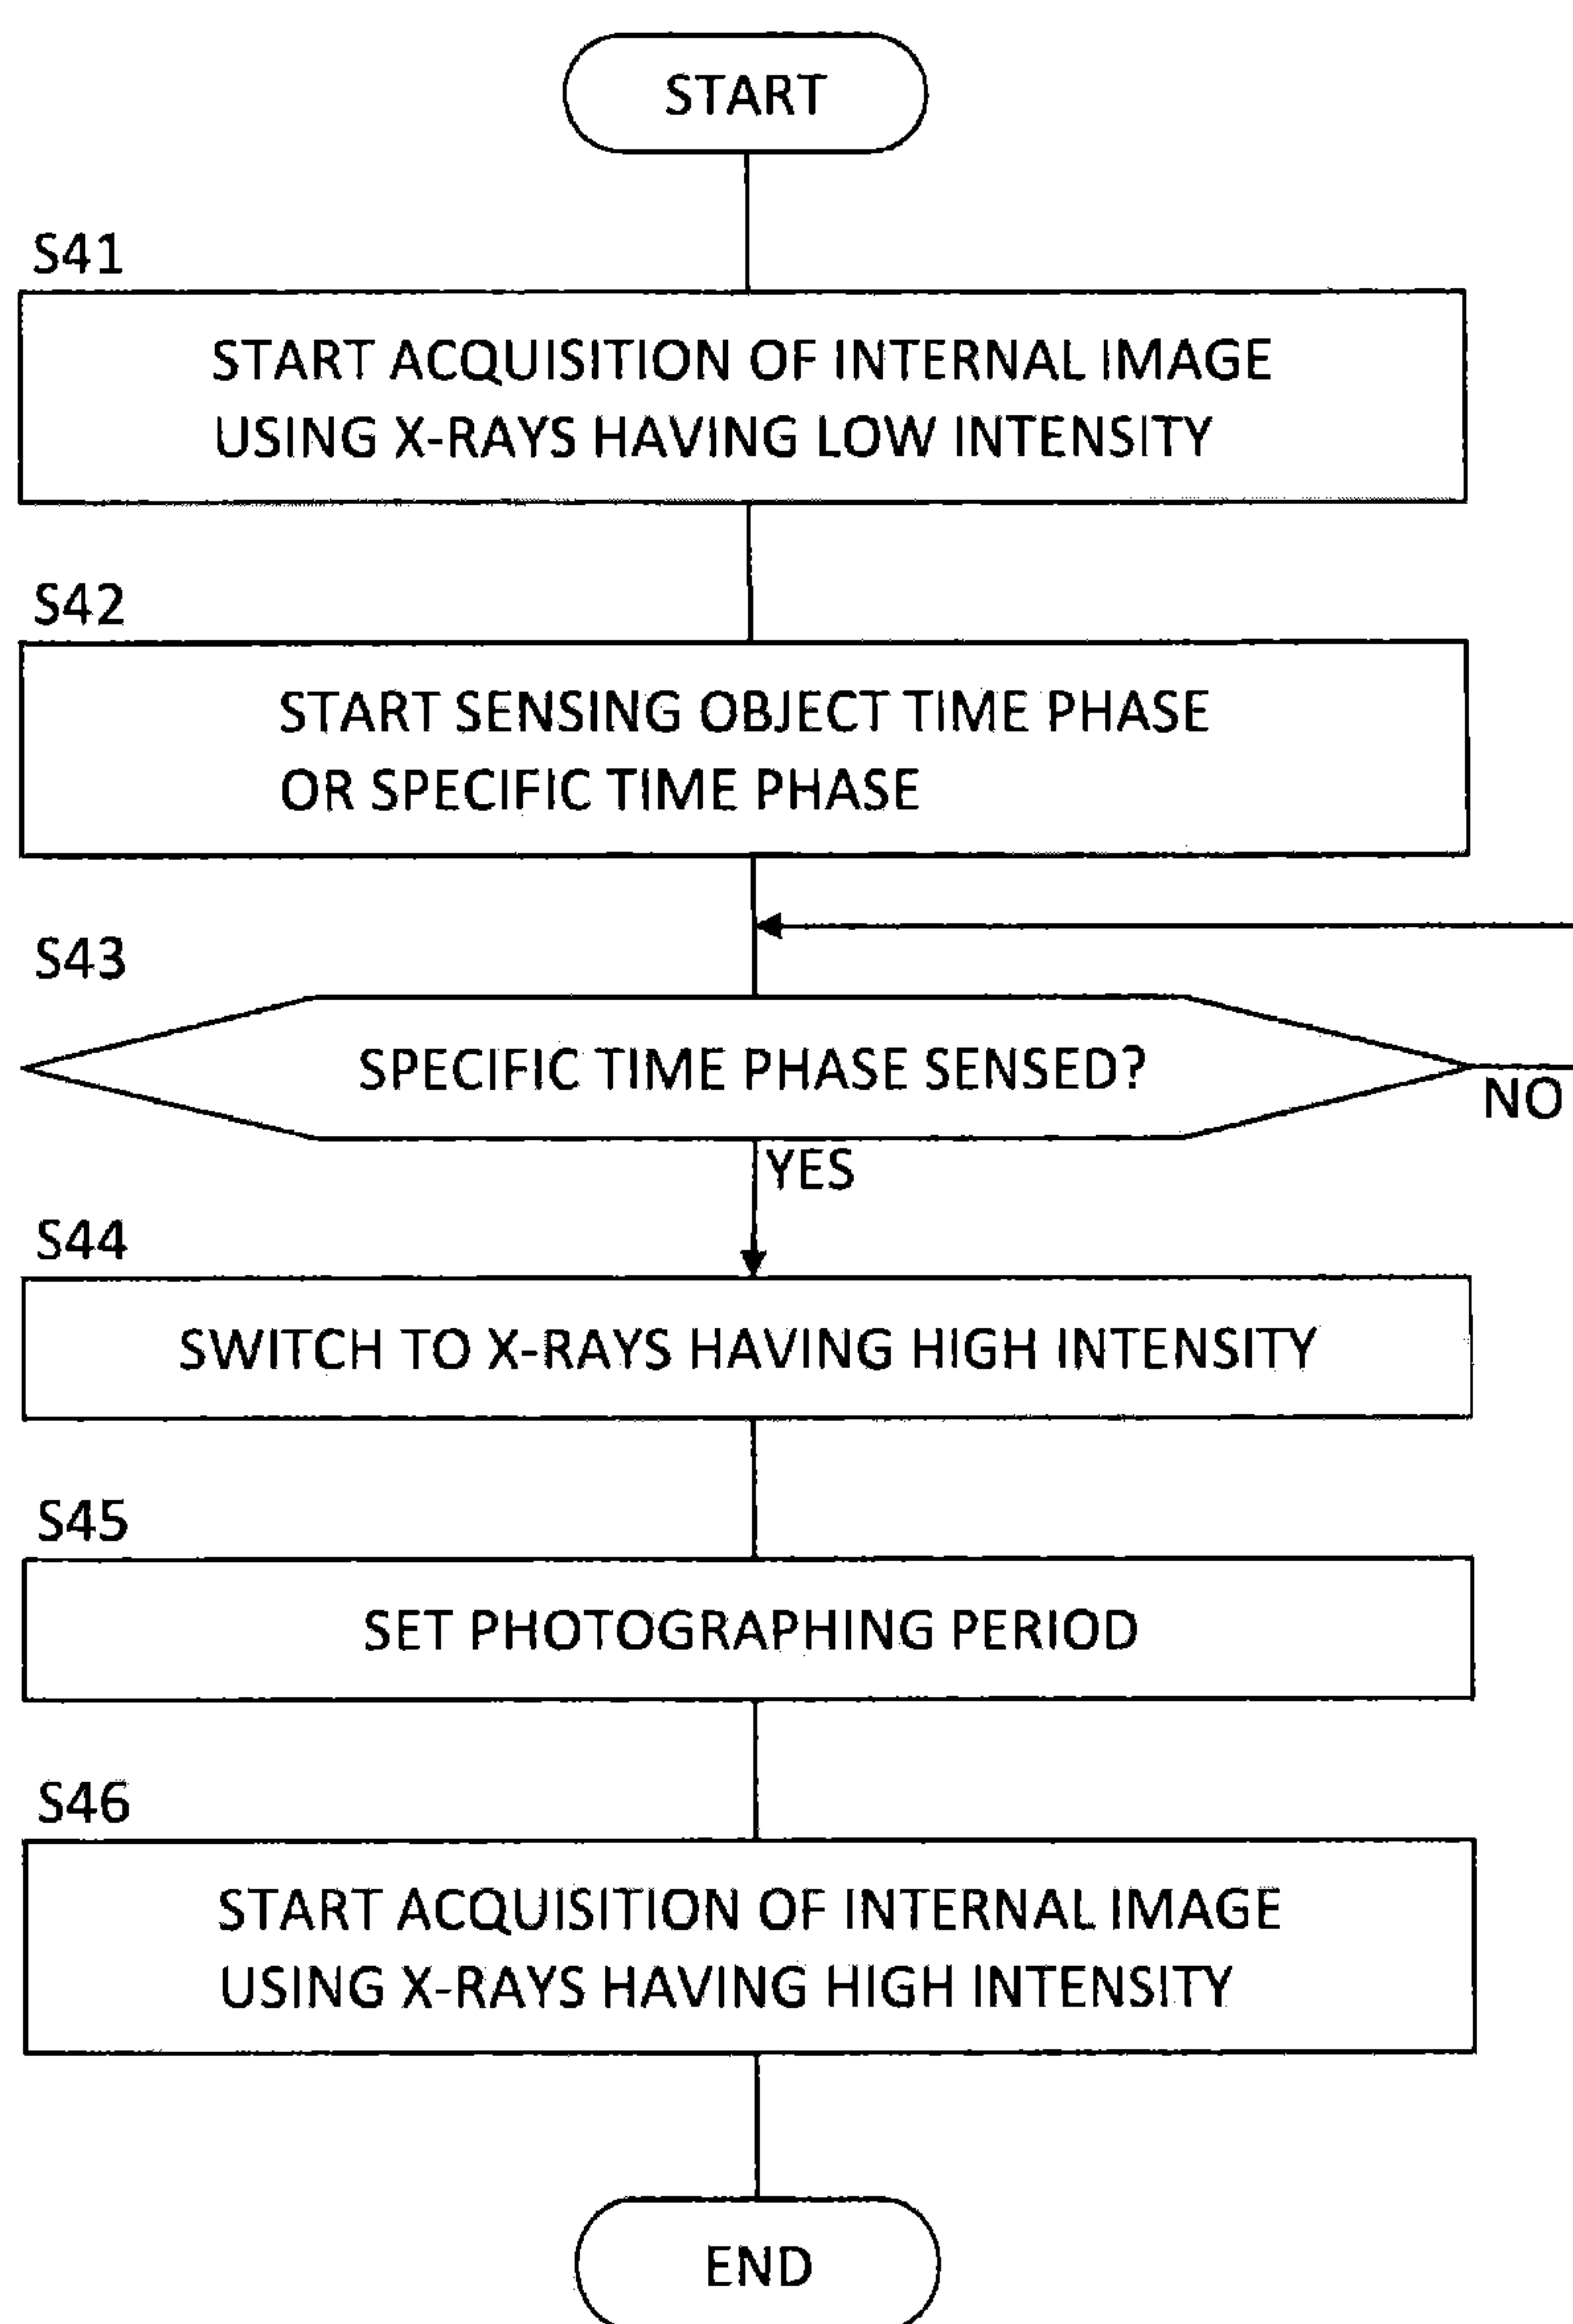 START
S41
START ACQUISITION OF INTERNAL IMAGE
USING X-RAYS HAVING LOW INTENSITY
S42
START SENSING OBJECT TIME PHASE
OR SPECIFIC TIME PHASE
S43
SPECIFIC TIME PHASE SENSED?
NO
YES
S44
SWITCH TO X-RAYS HAVING HIGH INTENSITY
S45
SET PHOTOGRAPHING PERIOD
S46
START ACQUISITION OF INTERNAL IMAGE
USING X-RAYS HAVING HIGH INTENSITY
END